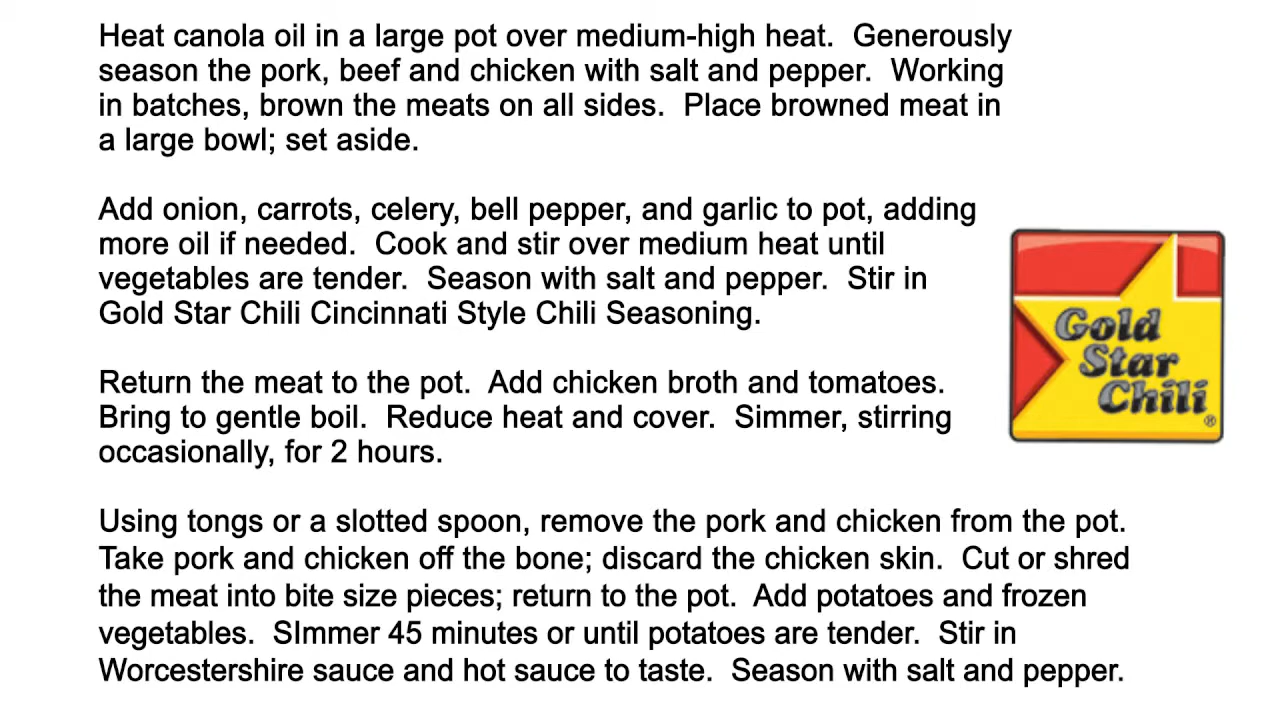 Heat canola oil in a large pot over medium-high heat.  Generously
season the pork, beef and chicken with salt and pepper.  Working
in batches, brown the meats on all sides.  Place browned meat in
a large bowl; set aside.
Add onion, carrots, celery, bell pepper, and garlic to pot, adding
more oil if needed.  Cook and stir over medium heat until
vegetables are tender.  Season with salt and pepper.  Stir in
Gold Star Chili Cincinnati Style Chili Seasoning.
Return the meat to the pot.  Add chicken broth and tomatoes.
Bring to gentle boil.  Reduce heat and cover.  Simmer, stirring
occasionally, for 2 hours.
Using tongs or a slotted spoon, remove the pork and chicken from the pot.
Take pork and chicken off the bone; discard the chicken skin.  Cut or shred
the meat into bite size pieces; return to the pot.  Add potatoes and frozen
vegetables.  SImmer 45 minutes or until potatoes are tender.  Stir in
Worcestershire sauce and hot sauce to taste.  Season with salt and pepper.
Gold
Star
Chili®